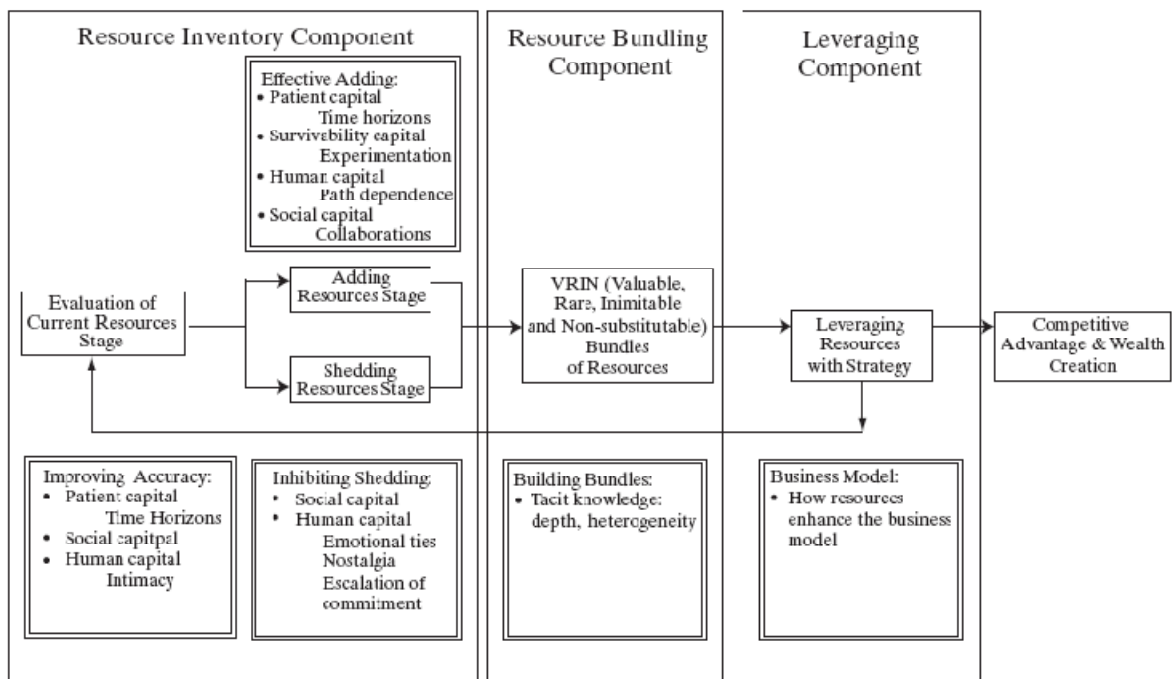 Resource Inventory Component
Resource Bundling
Component
Leveraging
Component
Effective Adding:
• Patient capital
Time horizons
• Survivability capital
Experimentation
• Human capital
Path dependence
• Social capital
Collaborations
Evaluation of
Current Resources
Stage
Adding
Resources Stage
Shedding
Resources Stage
VRIN (Valuable,
Rare, Inimitable
and Non-substitutable)
Bundles
of Resources
Leveraging
Resources
with Strategy
Competitive
Advantage & Wealth
Creation
Improving Accuracy:
• Patient capital
Time Horizons
• Social capitpal
• Human capital
Intimacy
Inhibiting Shedding:
• Social capital
• Human capital
Emotional ties
Nostalgia
Escalation of
commitment
Building Bundles:
• Tacit knowledge:
depth, heterogeneity
Business Model:
• How resources
enhance the business
model